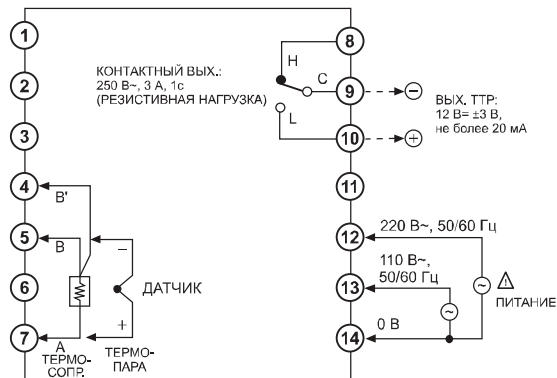 1
2
3
4
5
6
7
8
9
10
11
12
13
14
КОНТАКТНЫЙ ВЫХ.:
250 В~, 3 А, 1с
(РЕЗИСТИВНАЯ НАГРУЗКА)
H
C
L
−
+
ВЫХ. ТТР:
12 В= ±3 В,
не более 20 мА
B'
B
A
ТЕРМО-
СОПР.
−
+
ДАТЧИК
ТЕРМО-
ПАРА
220 В~, 50/60 Гц
110 В~,
50/60 Гц
0 В
~
~
!
ПИТАНИЕ